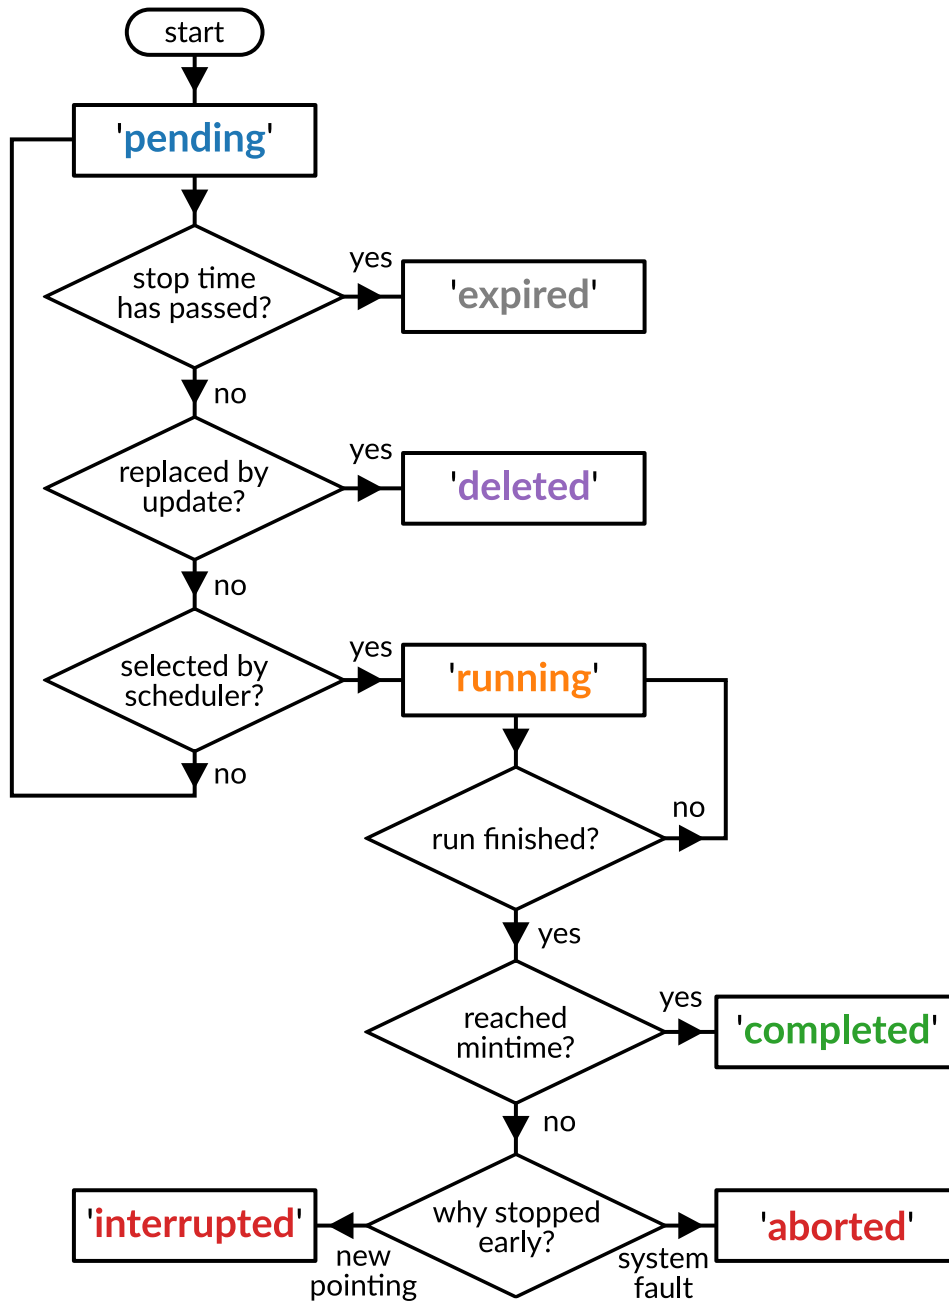 start
'pending'
stop time
has passed?
yes
'expired'
no
replaced by
update?
yes
'deleted'
no
selected by
scheduler?
yes
'running'
no
run finished?
no
yes
reached
mintime?
yes
'completed'
no
why stopped
early?
new
pointing
'interrupted'
system
fault
'aborted'